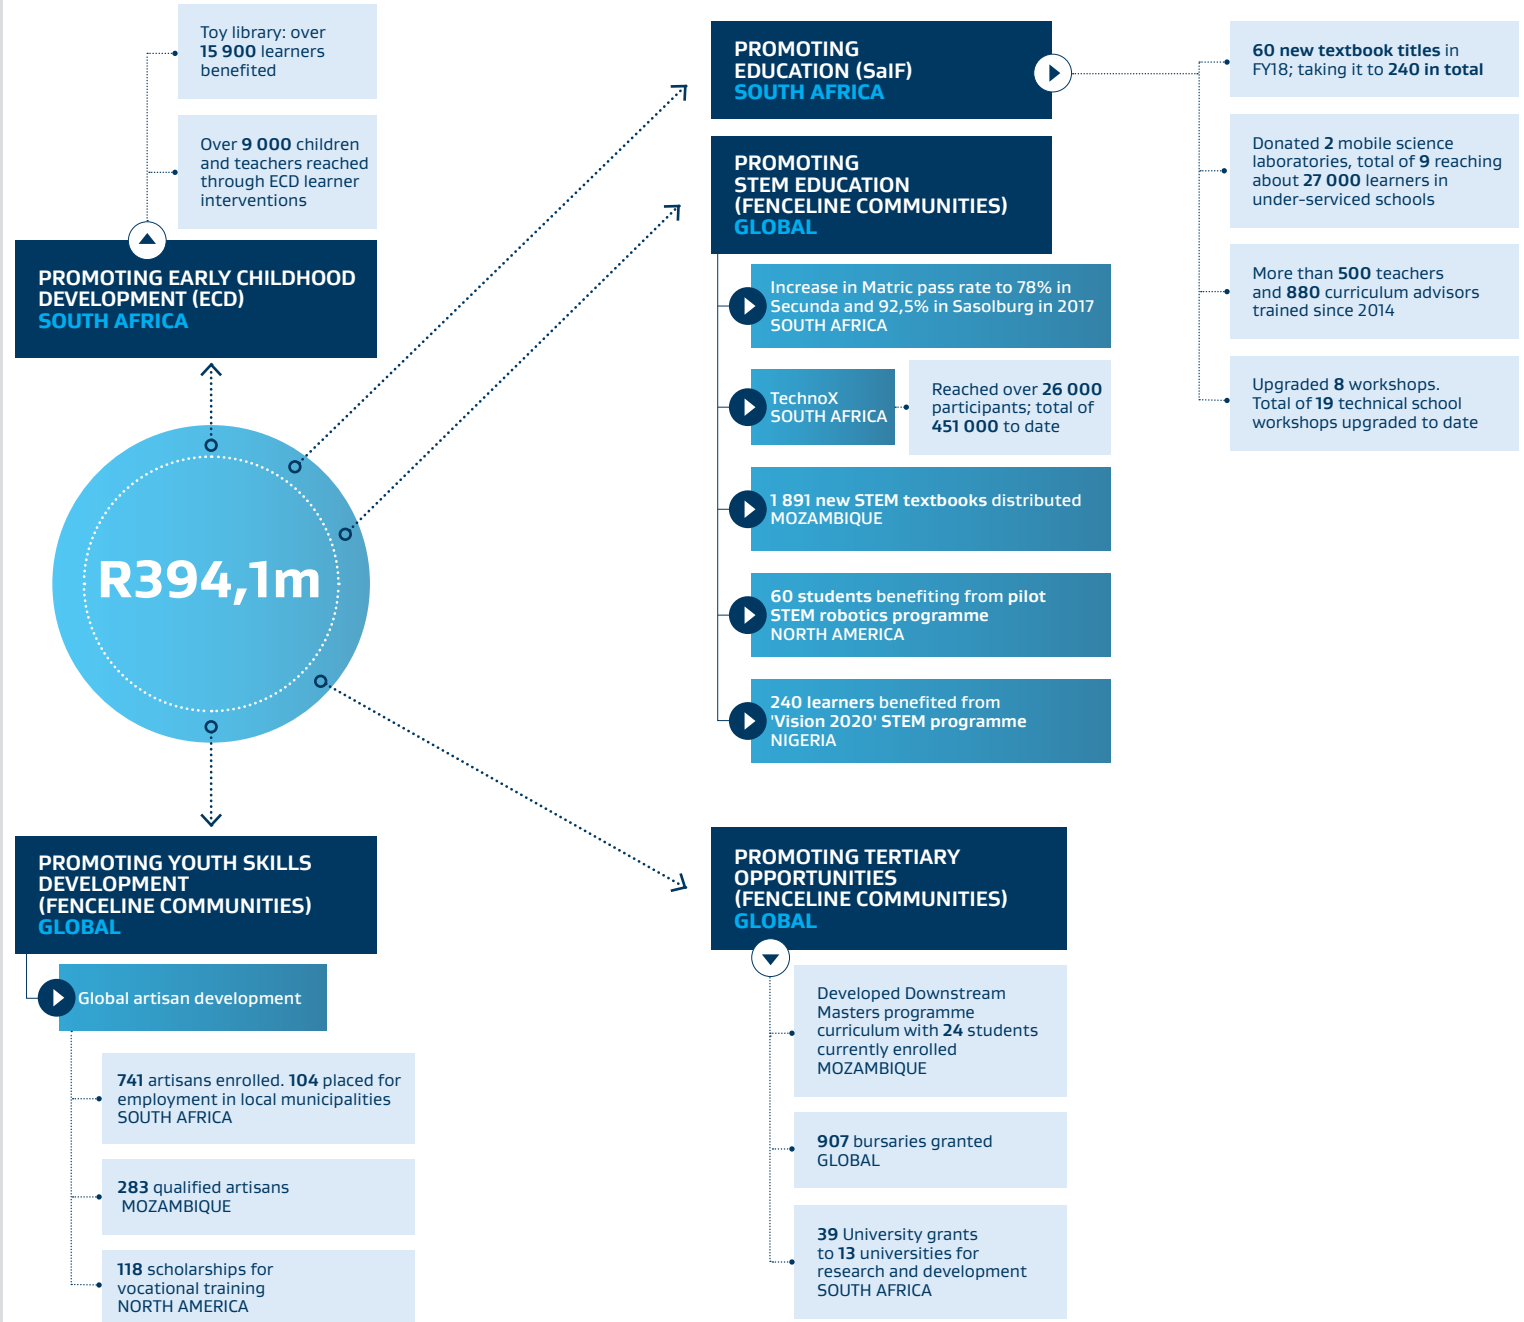 Toy library: over
15 900 learners
benefited
Over 9 000 children
and teachers reached
through ECD learner
interventions
PROMOTING EARLY CHILDHOOD
DEVELOPMENT (ECD)
SOUTH AFRICA
R394,1m
PROMOTING YOUTH SKILLS
DEVELOPMENT
(FENCELINE COMMUNITIES)
GLOBAL
Global artisan development
741 artisans enrolled. 104 placed for
employment in local municipalities
SOUTH AFRICA
283 qualified artisans
MOZAMBIQUE
118 scholarships for
vocational training
NORTH AMERICA
PROMOTING
EDUCATION (SaIF)
SOUTH AFRICA
60 new textbook titles in
FY18; taking it to 240 in total
Donated 2 mobile science
laboratories, total of 9 reaching
about 27 000 learners in
under-serviced schools
More than 500 teachers
and 880 curriculum advisors
trained since 2014
Upgraded 8 workshops.
Total of 19 technical school
workshops upgraded to date
PROMOTING
STEM EDUCATION
(FENCELINE COMMUNITIES)
GLOBAL
Increase in Matric pass rate to 78% in
Secunda and 92,5% in Sasolburg in 2017
SOUTH AFRICA
TechnoX
SOUTH AFRICA
Reached over 26 000
participants; total of
451 000 to date
1 891 new STEM textbooks distributed
MOZAMBIQUE
60 students benefiting from pilot
STEM robotics programme
NORTH AMERICA
240 learners benefited from
'Vision 2020' STEM programme
NIGERIA
PROMOTING TERTIARY
OPPORTUNITIES
(FENCELINE COMMUNITIES)
GLOBAL
Developed Downstream
Masters programme
curriculum with 24 students
currently enrolled
MOZAMBIQUE
907 bursaries granted
GLOBAL
39 University grants
to 13 universities for
research and development
SOUTH AFRICA